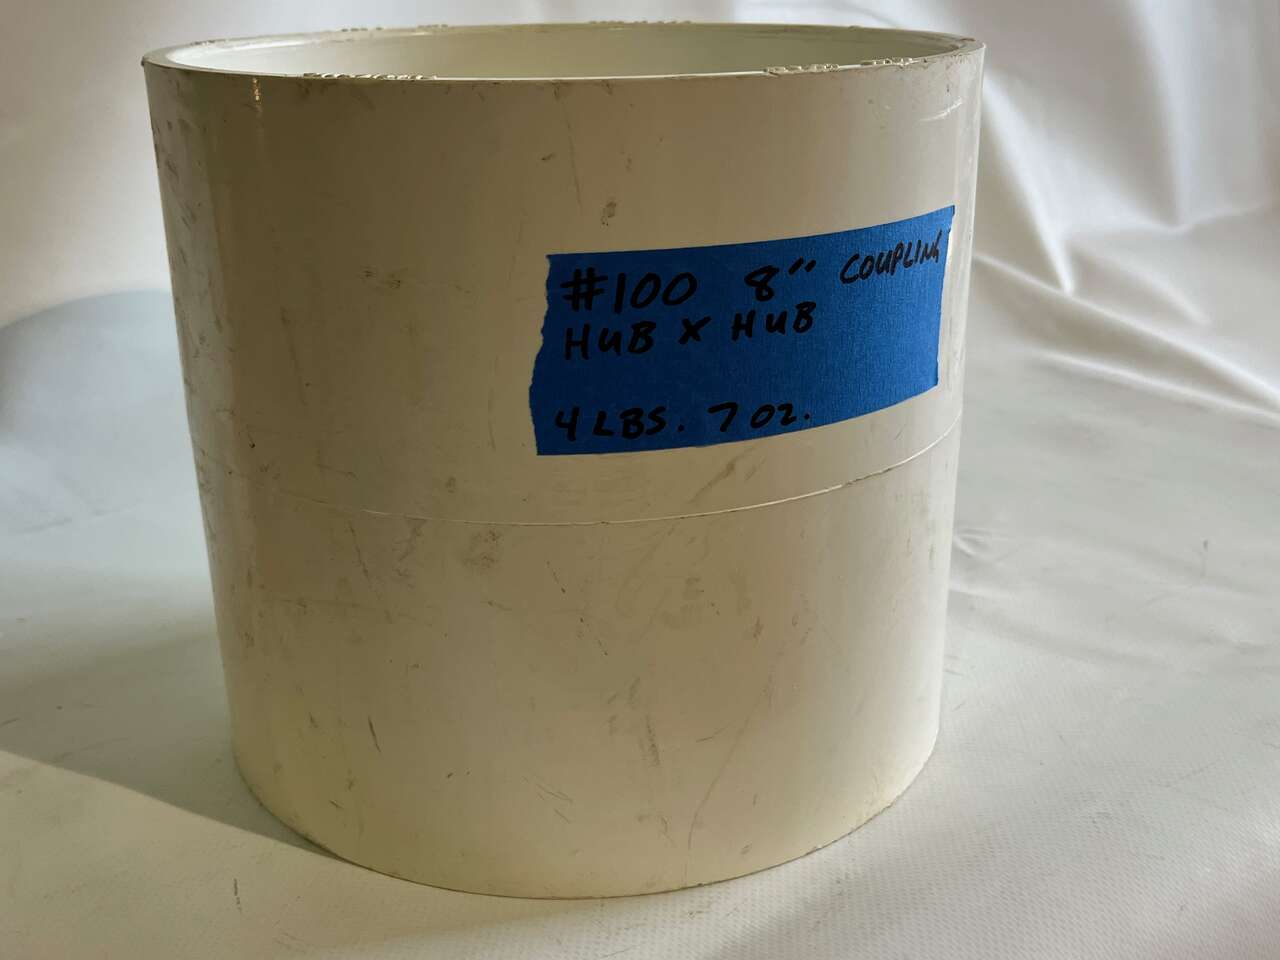 #100 8" COUPLING
HUB X HUB
4 LBS. 7 OZ.